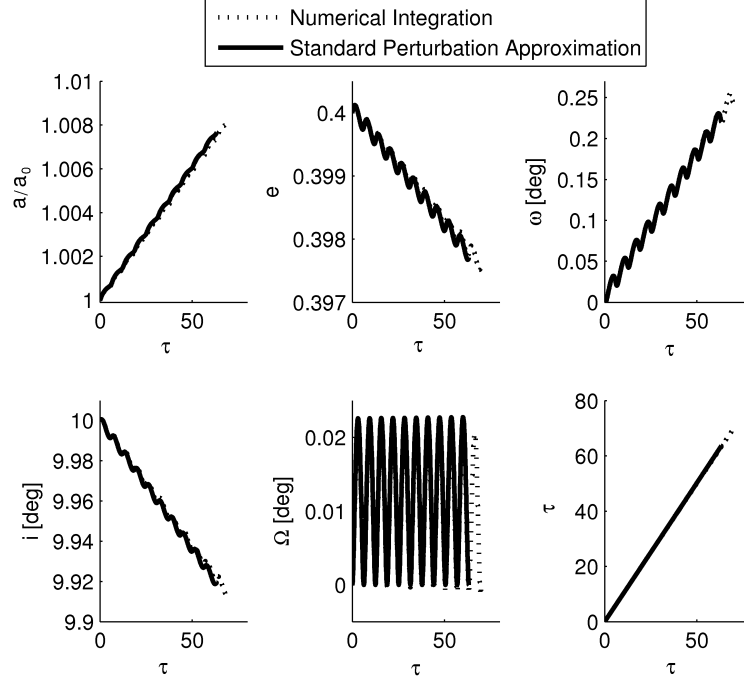 Numerical Integration
Standard Perturbation Approximation
1.01
1.008
1.006
1.004
1.002
1
a/a0
0 50
τ
0.4
0.399
0.398
0.397
e
0 50
τ
0.25
0.2
0.15
0.1
0.05
0
ω [deg]
0 50
τ
10
9.98
9.96
9.94
9.92
9.9
i [deg]
0 50
τ
0.02
0.01
0
Ω [deg]
0 50
τ
80
60
40
20
0
τ
0 50
τ